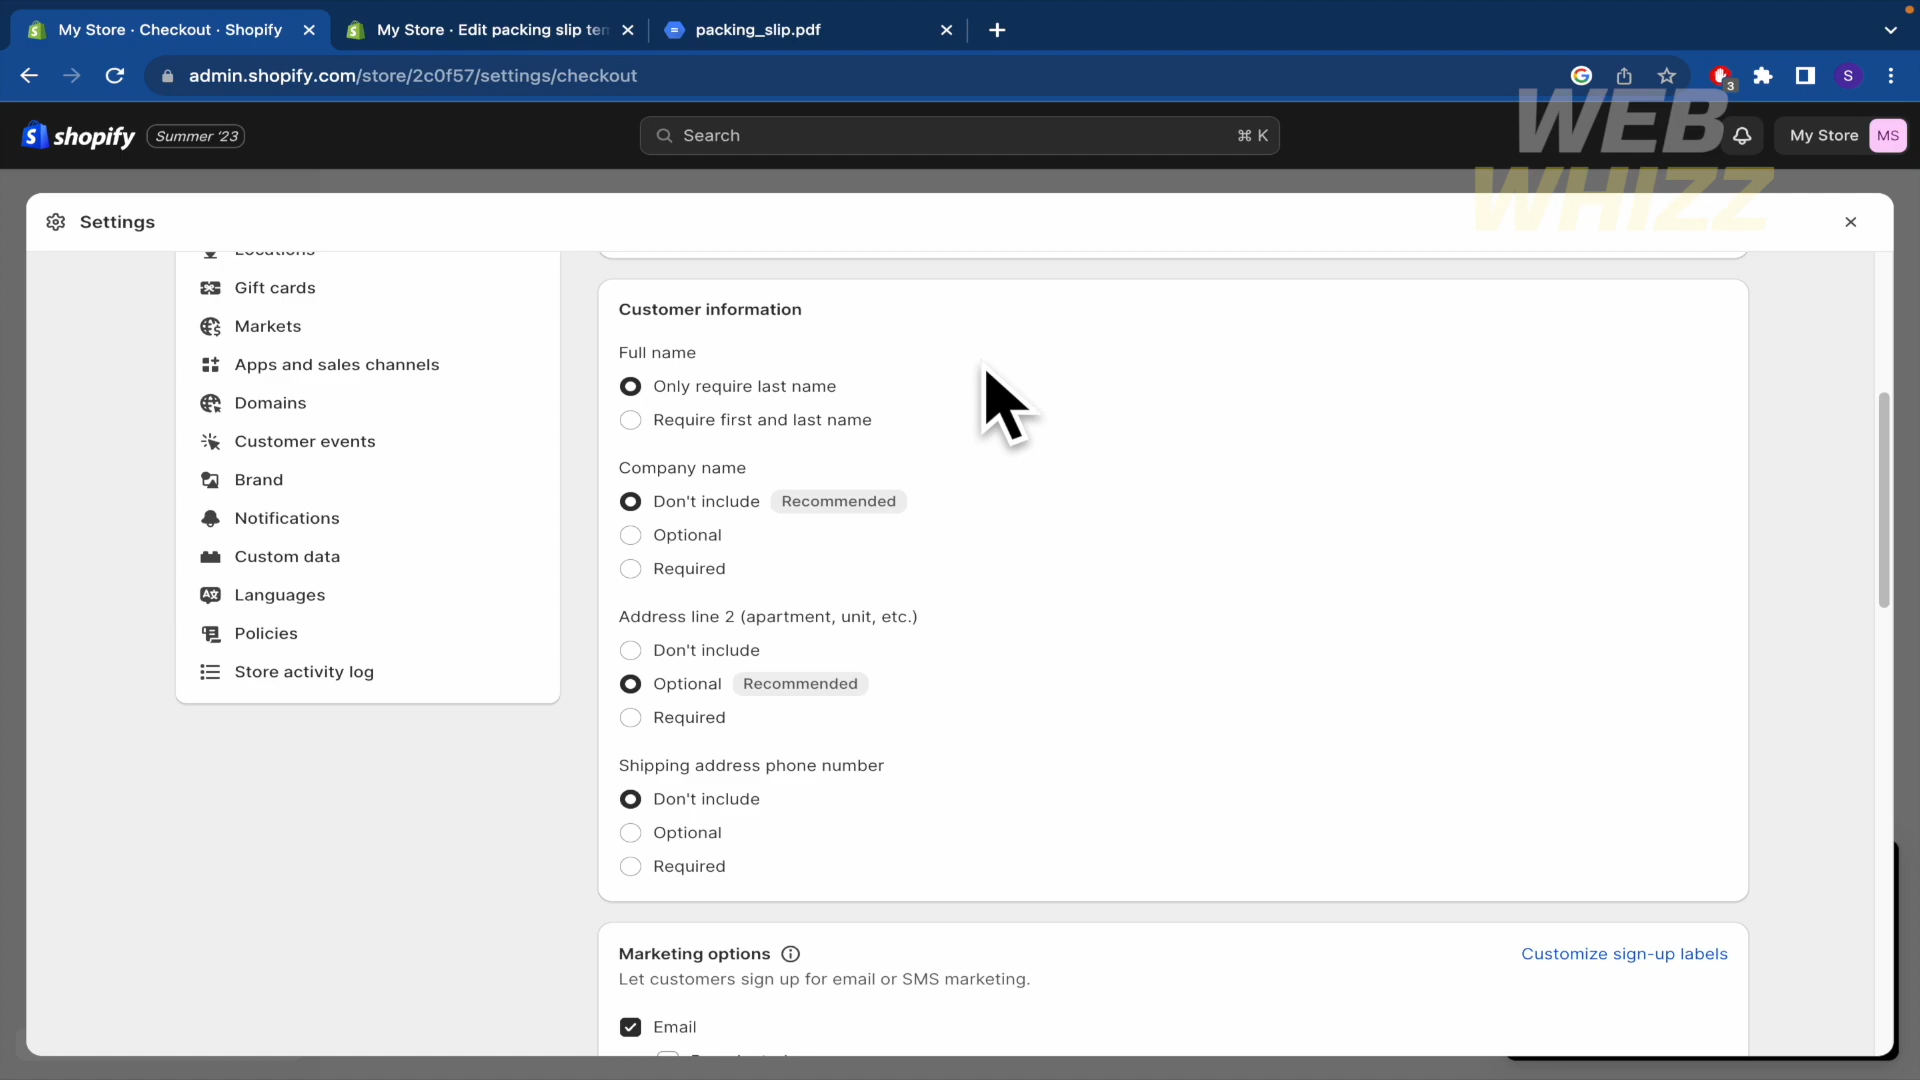 My Store · Checkout · Shopify
My Store · Edit packing slip tem
packing_slip.pdf
admin.shopify.com/store/2c0f57/settings/checkout
3
S
shopify
Summer '23
Search
⌘ K
My Store
MS
WEB
WHIZZ
Settings
Locations
Gift cards
Markets
Apps and sales channels
Domains
Customer events
Brand
Notifications
Custom data
Languages
Policies
Store activity log
Customer information
Full name
Only require last name
Require first and last name
Company name
Don't include Recommended
Optional
Required
Address line 2 (apartment, unit, etc.)
Don't include
Optional Recommended
Required
Shipping address phone number
Don't include
Optional
Required
Marketing options
Customize sign-up labels
Let customers sign up for email or SMS marketing.
Email